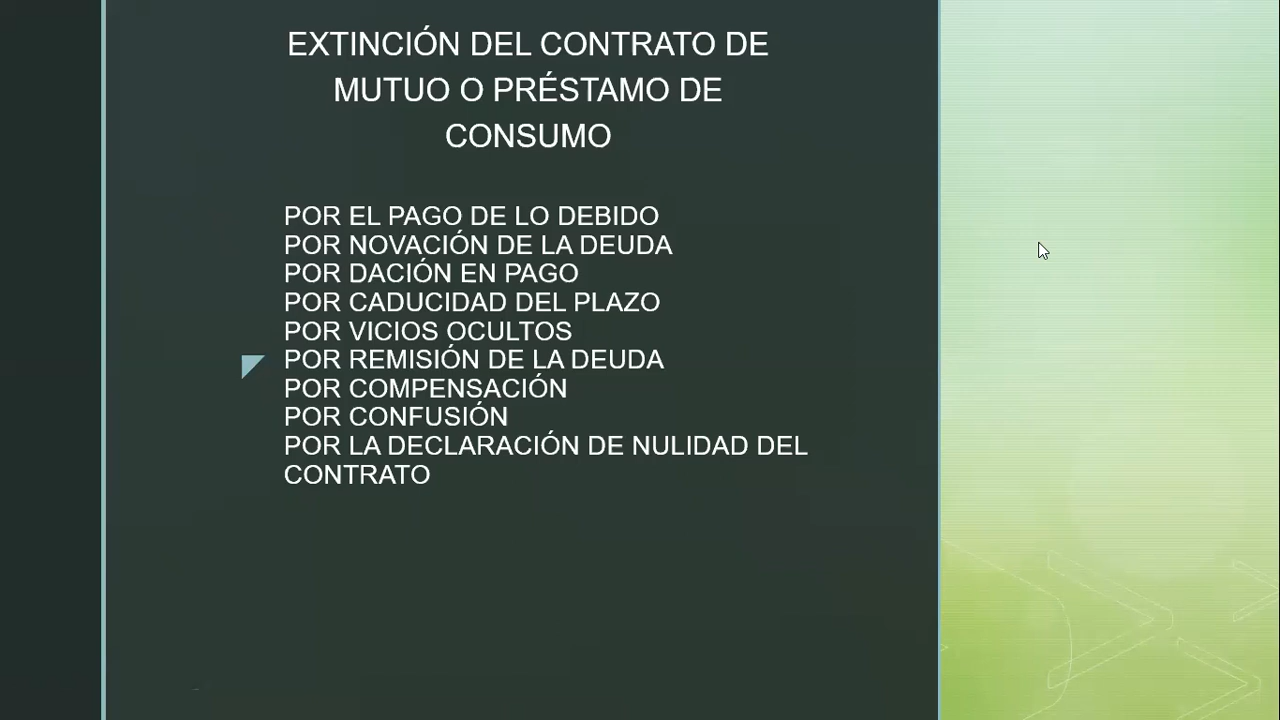 EXTINCIÓN DEL CONTRATO DE
MUTUO O PRÉSTAMO DE
CONSUMO
POR EL PAGO DE LO DEBIDO
POR NOVACIÓN DE LA DEUDA
POR DACIÓN EN PAGO
POR CADUCIDAD DEL PLAZO
POR VICIOS OCULTOS
POR REMISIÓN DE LA DEUDA
POR COMPENSACIÓN
POR CONFUSIÓN
POR LA DECLARACIÓN DE NULIDAD DEL
CONTRATO